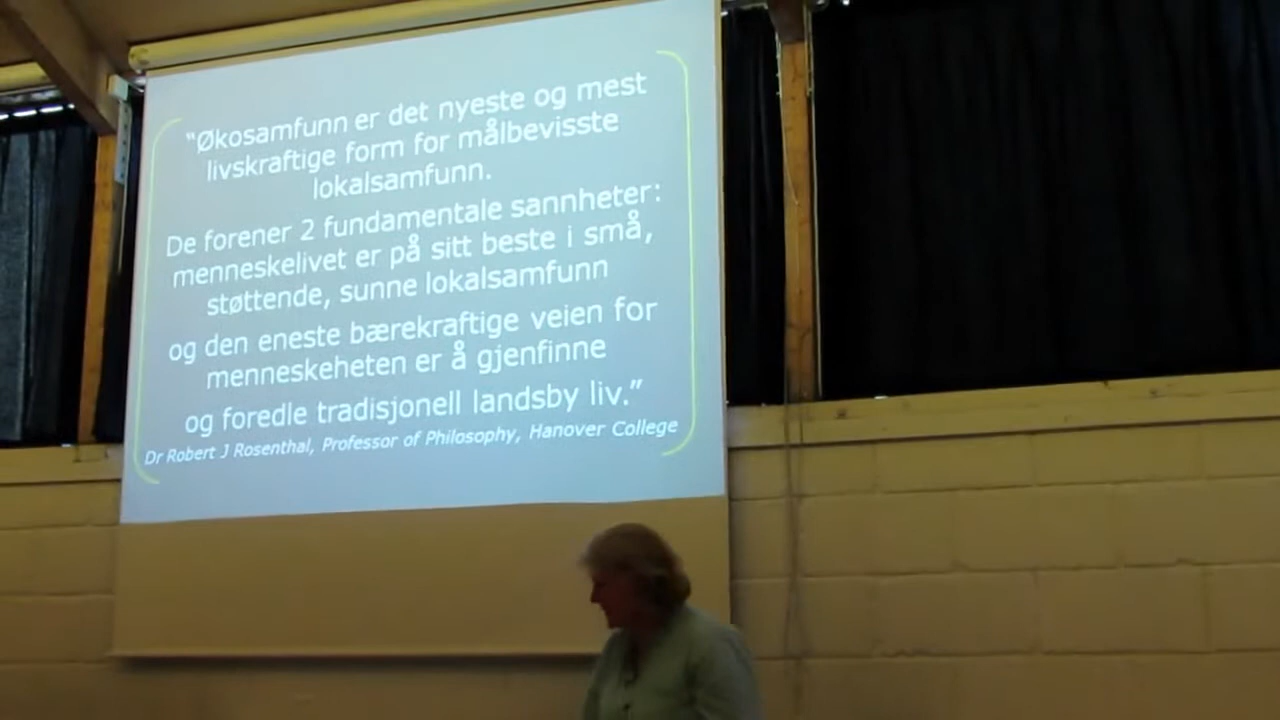 “Økosamfunn er det nyeste og mest
livskraftige form for målbevisste
lokalsamfunn.
De forener 2 fundamentale sannheter:
menneskelivet er på sitt beste i små,
støttende, sunne lokalsamfunn
og den eneste bærekraftige veien for
menneskeheten er å gjenfinne
og foredle tradisjonell landsby liv.”
Dr Robert J Rosenthal, Professor of Philosophy, Hanover College